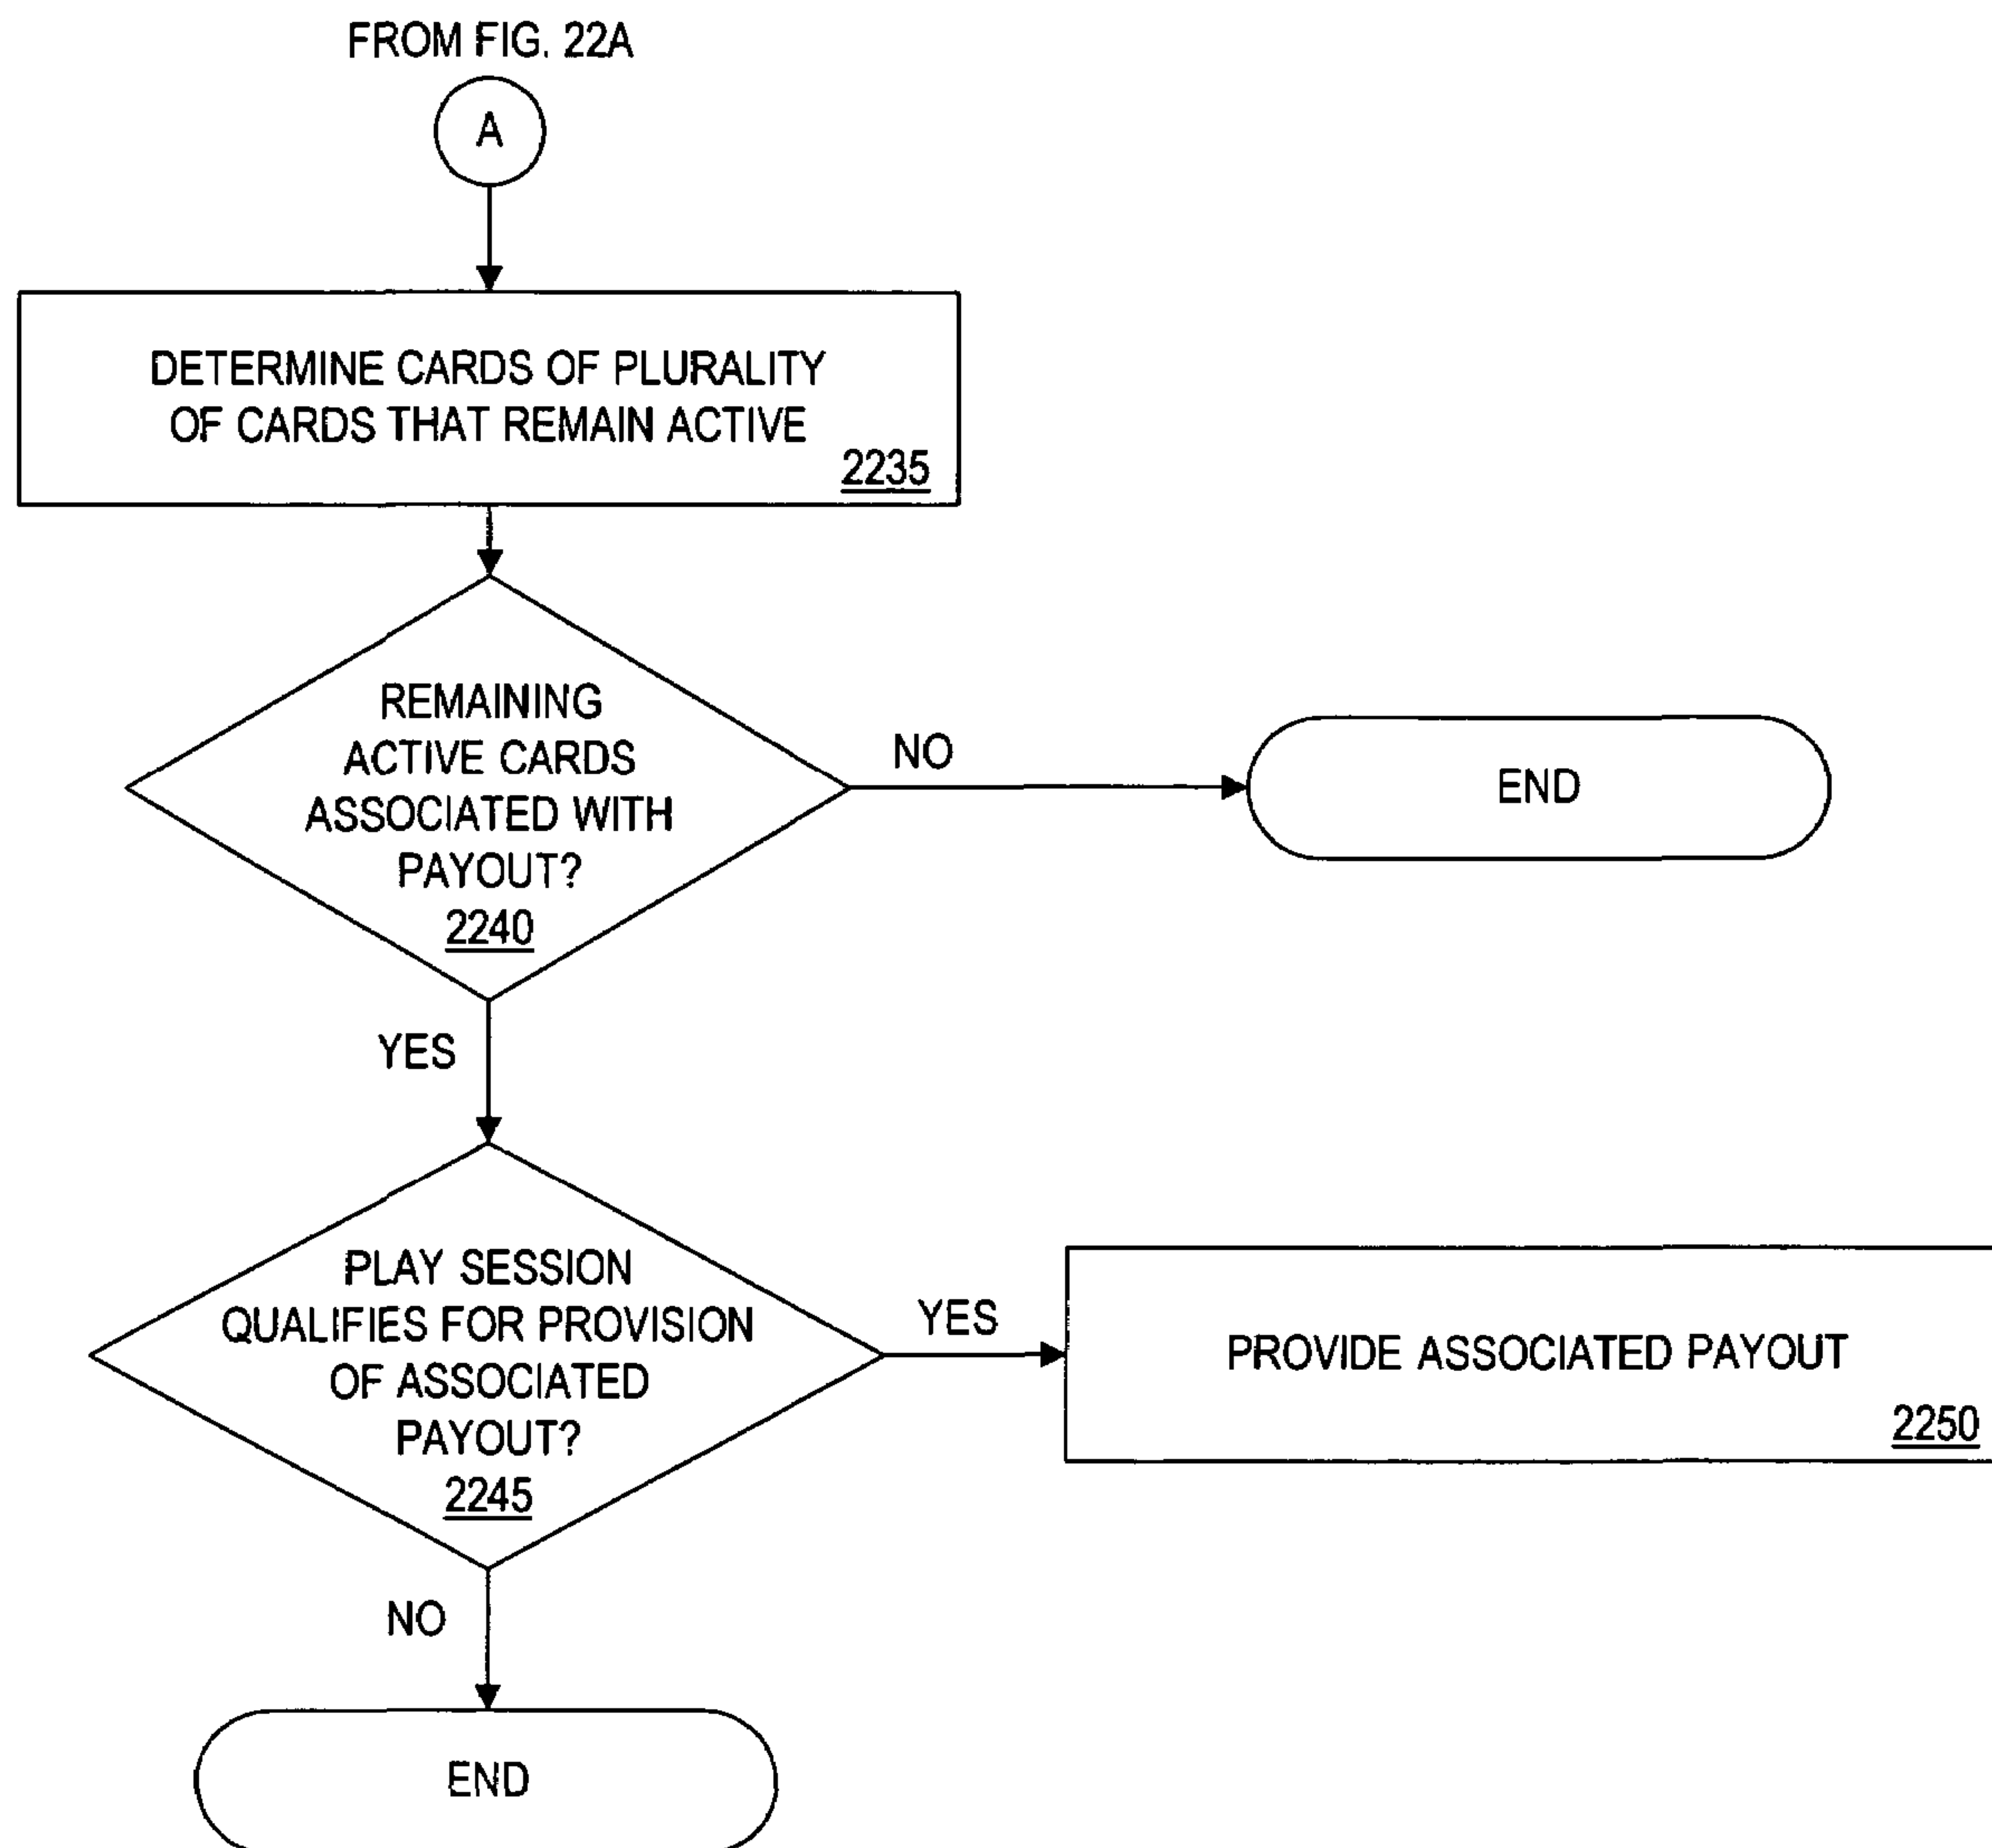 FROM FIG. 22A
A
DETERMINE CARDS OF PLURALITY
OF CARDS THAT REMAIN ACTIVE
2235
REMAINING
ACTIVE CARDS
ASSOCIATED WITH
PAYOUT?
2240
NO
END
YES
PLAY SESSION
QUALIFIES FOR PROVISION
OF ASSOCIATED
PAYOUT?
2245
YES
PROVIDE ASSOCIATED PAYOUT
2250
NO
END